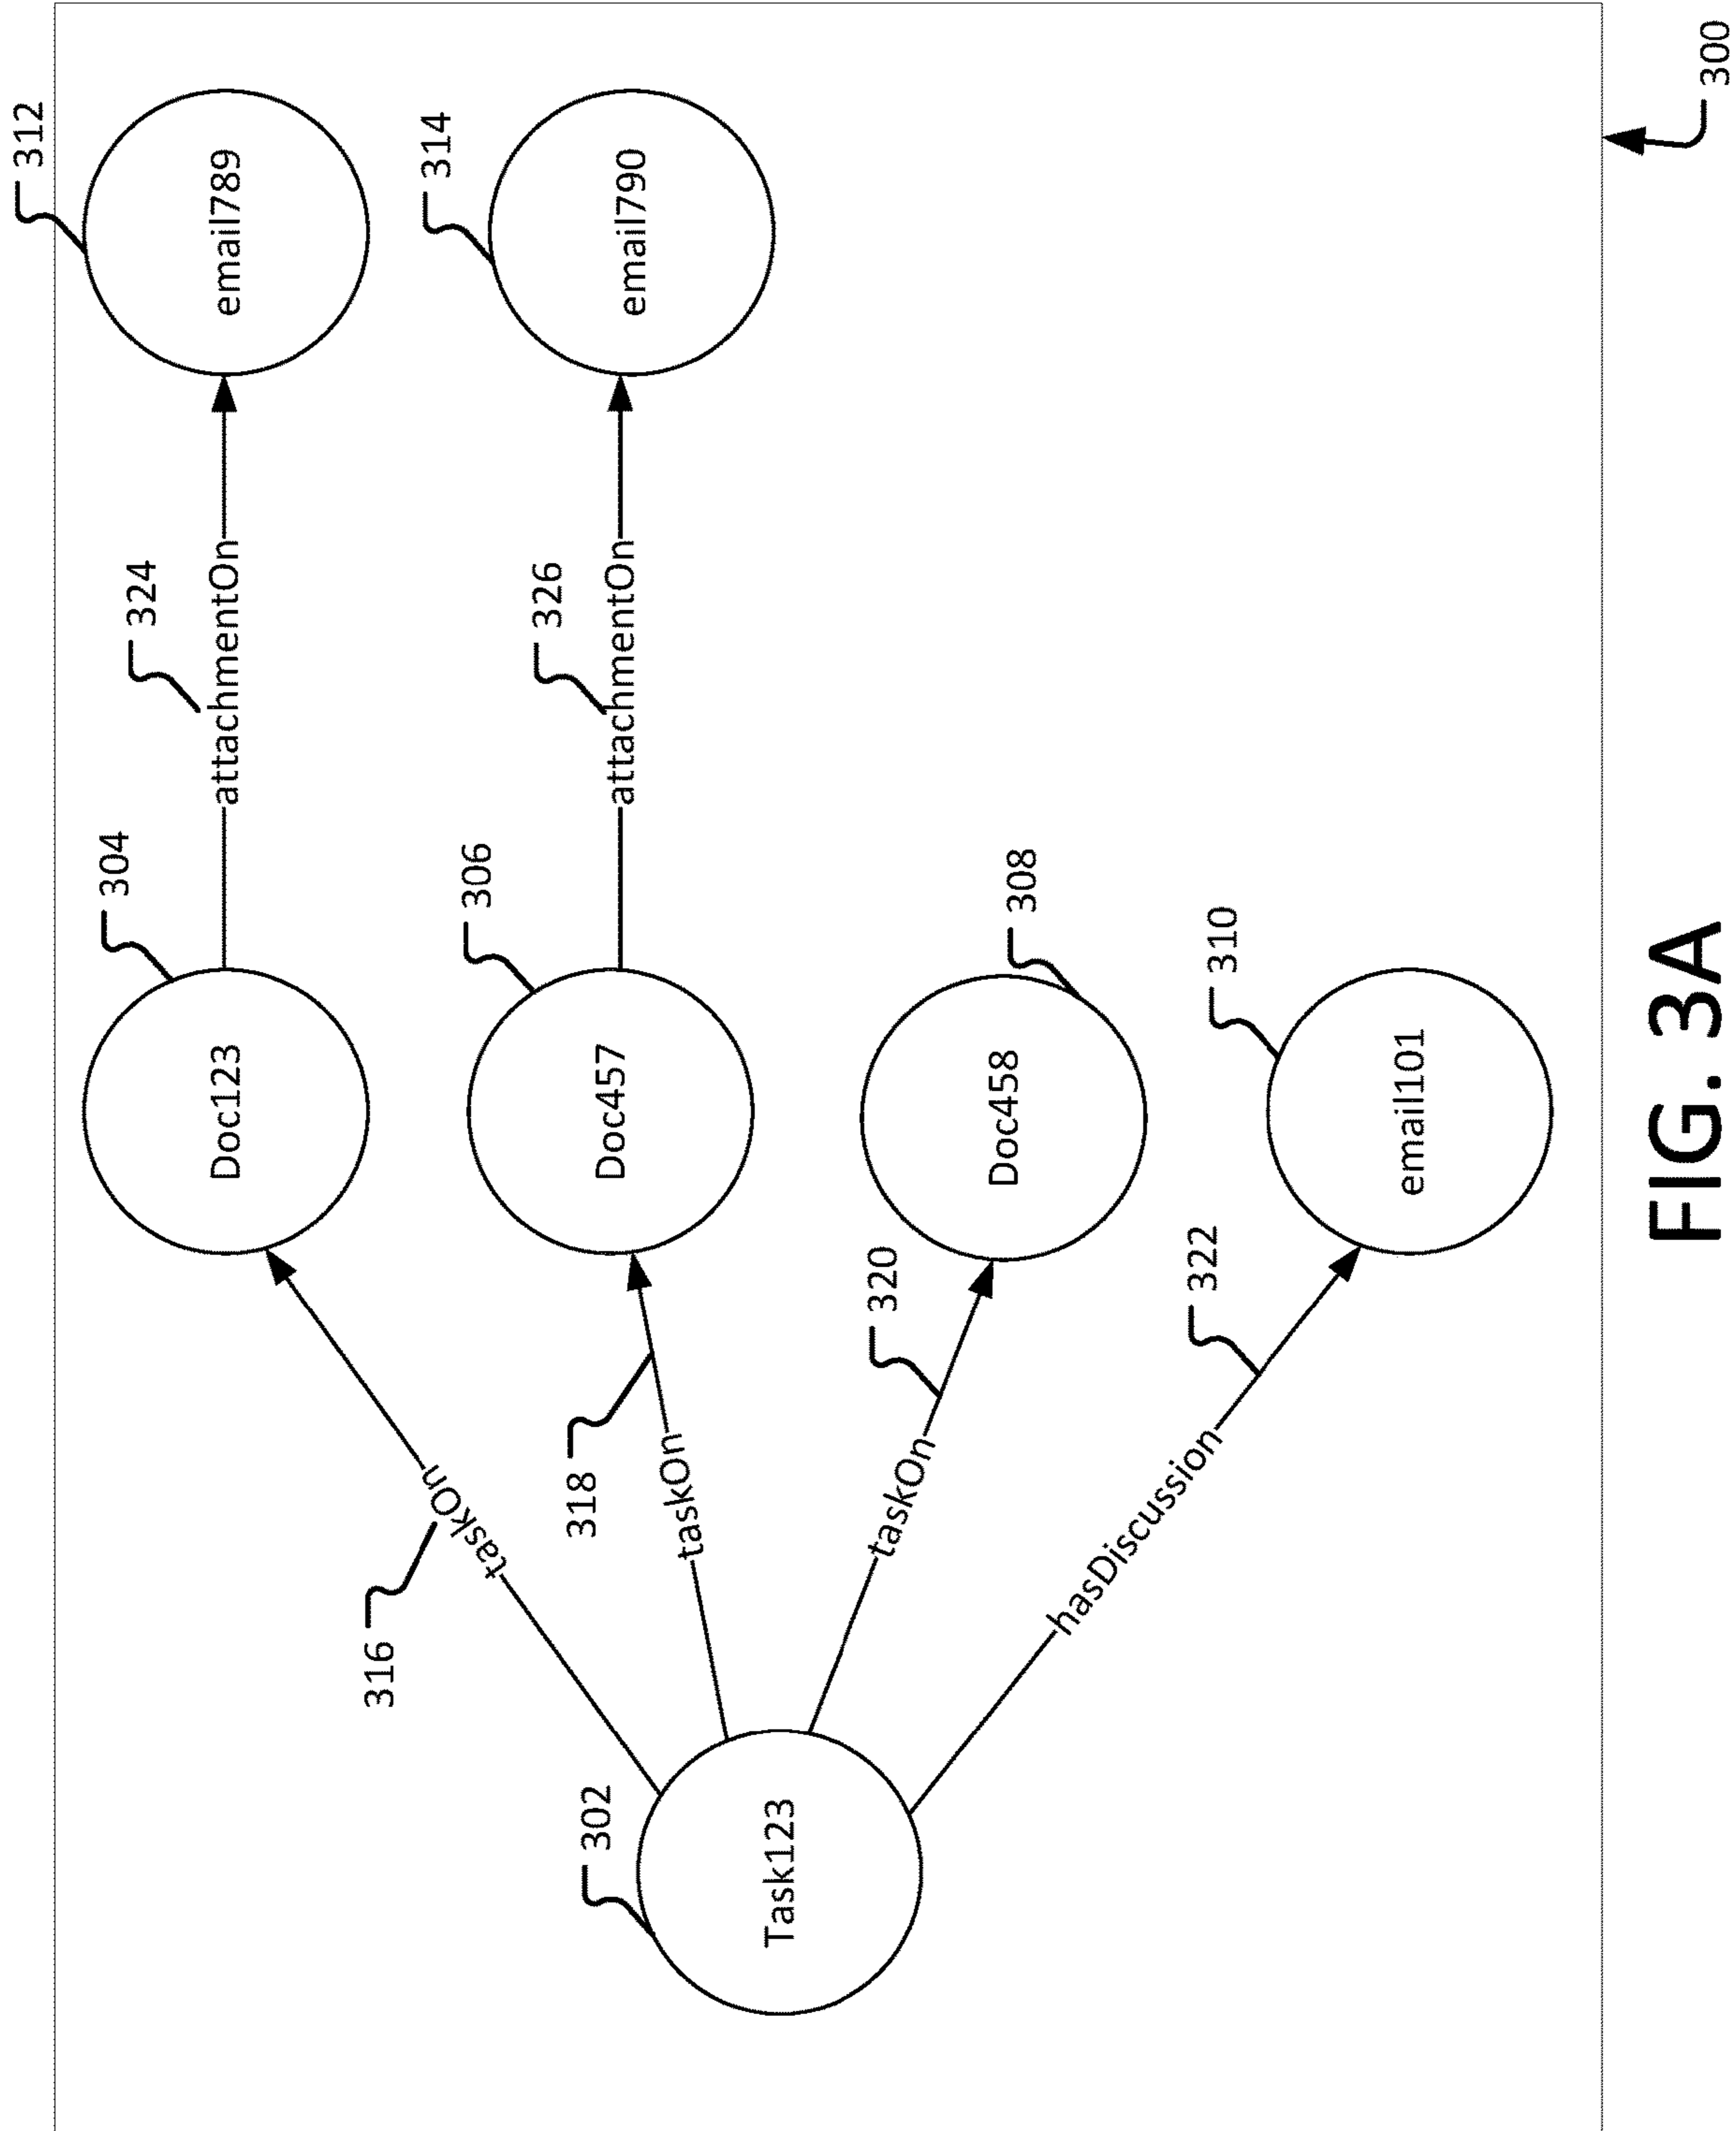 312
email789
314
email790
324
attachmentOn
326
attachmentOn
304
Doc123
306
Doc457
308
Doc458
310
email101
316
taskOn
318
taskOn
320
taskOn
322
hasDiscussion
302
Task123
300
FIG. 3A